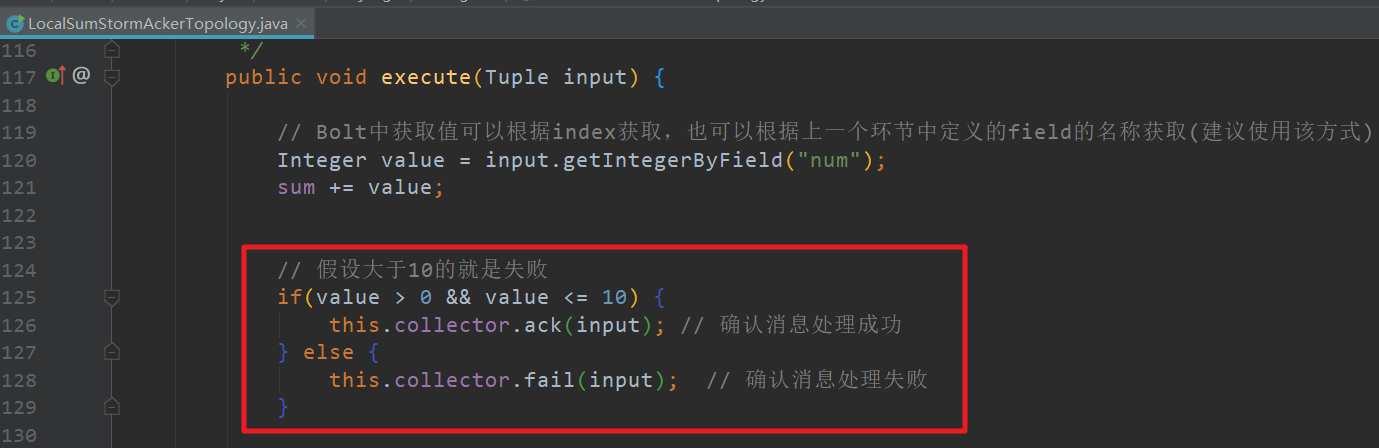 LocalSumStormAckerTopology.java
116 */
117 @ public void execute(Tuple input) {
118
119 // Bolt中获取值可以根据index获取，也可以根据上一个环节中定义的field的名称获取(建议使用该方式)
120 Integer value = input.getIntegerByField("num");
121 sum += value;
122
123
124 // 假设大于10的就是失败
125 if(value > 0 && value <= 10) {
126 this.collector.ack(input); // 确认消息处理成功
127 } else {
128 this.collector.fail(input); // 确认消息处理失败
129 }
130